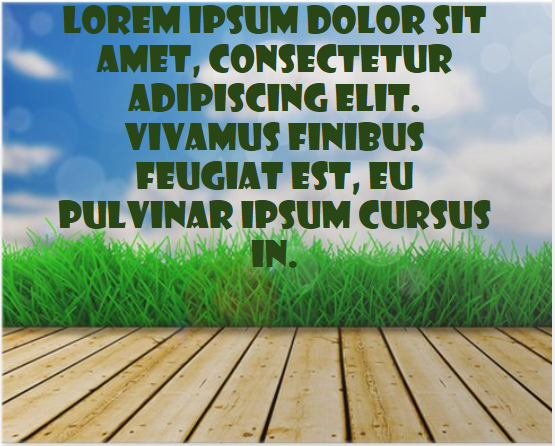 LOREM IPSUM DOLOR SIT
AMET, CONSECTETUR
ADIPISCING ELIT.
VIVAMUS FINIBUS
FEUGIAT EST, EU
PULVINAR IPSUM CURSUS
IN.